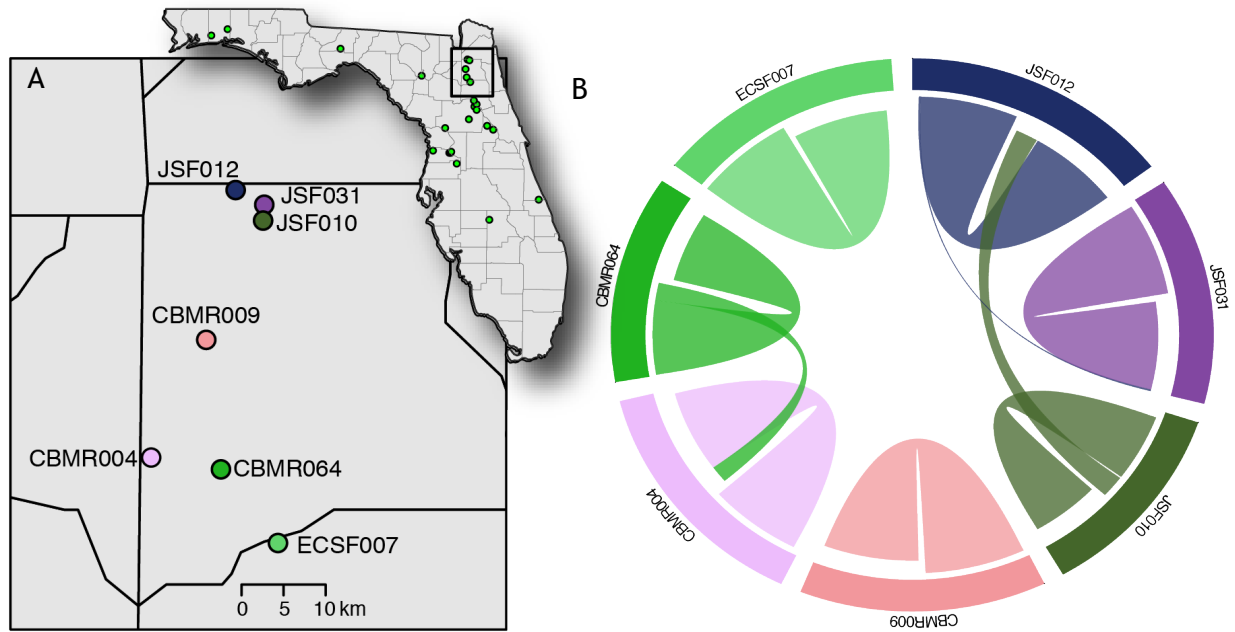 A
JSF012
JSF031
JSF010
CBMR009
CBMR004
CBMR064
ECSF007
0 5 10 km
B
ECSF007
JSF012
JSF031
JSF010
CBMR009
CBMR004
CBMR064